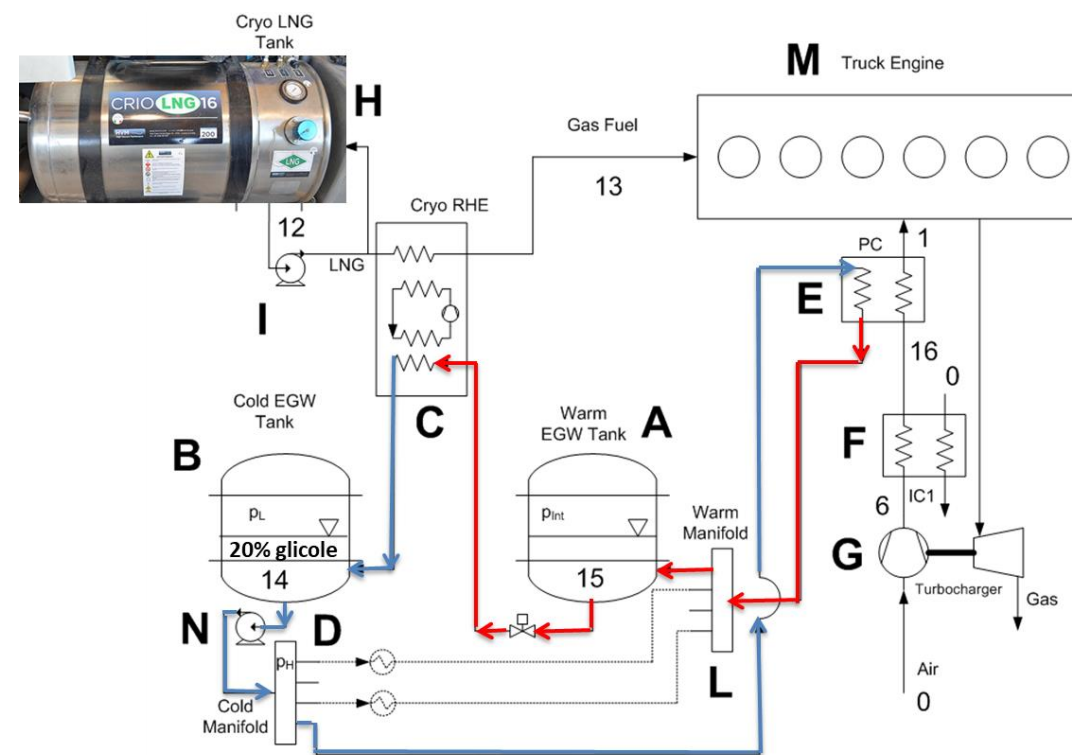 Cryo LNG
Tank
CRIO LNG 16
200
LNG
H
M
Truck Engine
Gas Fuel
13
12
Cryo RHE
LNG
I
PC
1
E
16
0
Cold EGW
Tank
C
Warm
EGW Tank
A
B
F
IC1
pL
pInt
Warm
Manifold
6
20% glicole
14
15
G
Turbocharger
Gas
N
D
pH
L
Air
0
Cold
Manifold